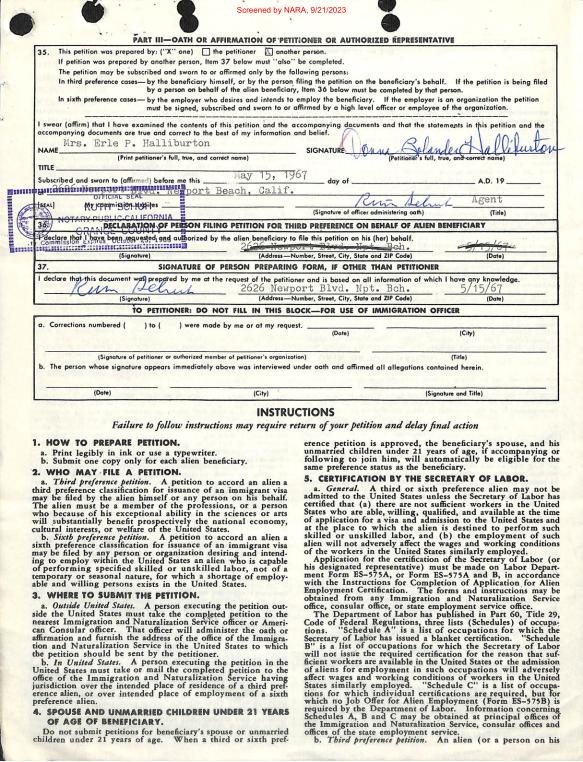 Screened by NARA, 9/21/2023
PART III—OATH OR AFFIRMATION OF PETITIONER OR AUTHORIZED REPRESENTATIVE
35. This petition was prepared by: ("X" one) ☐ the petitioner ☒ another person.
If petition was prepared by another person, Item 37 below must "also" be completed.
The petition may be subscribed and sworn to or affirmed only by the following persons:
In third preference cases—by the beneficiary himself, or by the person filing the petition on the beneficiary's behalf. If the petition is being filed
by a person on behalf of the alien beneficiary, Item 36 below must be completed by that person.
In sixth preference cases—by the employer who desires and intends to employ the beneficiary. If the employer is an organization the petition
must be signed, subscribed and sworn to or affirmed by a high level officer or employee of the organization.
I swear (affirm) that I have examined the contents of this petition and the accompanying documents and that the statements in this petition and the
accompanying documents are true and correct to the best of my information and belief.
NAME Mrs. Erle P. Halliburton SIGNATURE Donna Bolander Halliburton
(Print petitioner's full, true, and correct name) (Petitioner's full, true, and correct name)
TITLE
Subscribed and sworn to (affirmed) before me this May 15, 1967 day of A.D. 19
2626 Newport Blvd. Newport Beach, Calif.
[SEAL] OFFICIAL SEAL Agent
RUTH
NOTARY PUBLIC-CALIFORNIA
ORANGE COUNTY
Commission Expires October
(Signature of officer administering oath) (Title)
36. DECLARATION OF PERSON FILING PETITION FOR THIRD PREFERENCE ON BEHALF OF ALIEN BENEFICIARY
I declare that I have been requested and authorized by the alien beneficiary to file this petition on his (her) behalf.
2626 Newport Blvd. Npt. Bch. 5/15/67
(Signature) (Address—Number, Street, City, State and ZIP Code) (Date)
37. SIGNATURE OF PERSON PREPARING FORM, IF OTHER THAN PETITIONER
I declare that this document was prepared by me at the request of the petitioner and is based on all information of which I have any knowledge.
2626 Newport Blvd. Npt. Bch. 5/15/67
(Signature) (Address—Number, Street, City, State and ZIP Code) (Date)
TO PETITIONER: DO NOT FILL IN THIS BLOCK—FOR USE OF IMMIGRATION OFFICER
a. Corrections numbered ( ) to ( ) were made by me or at my request.
(Date) (City)
(Signature of petitioner or authorized member of petitioner's organization) (Title)
b. The person whose signature appears immediately above was interviewed under oath and affirmed all allegations contained herein.
(Date) (City) (Signature and Title)
INSTRUCTIONS
Failure to follow instructions may require return of your petition and delay final action
1. HOW TO PREPARE PETITION.
a. Print legibly in ink or use a typewriter.
b. Submit one copy only for each alien beneficiary.
2. WHO MAY FILE A PETITION.
a. Third preference petition. A petition to accord an alien a
third preference classification for issuance of an immigrant visa
may be filed by the alien himself or any person on his behalf.
The alien must be a member of the professions, or a person
who because of his exceptional ability in the sciences or arts
will substantially benefit prospectively the national economy,
cultural interests, or welfare of the United States.
b. Sixth preference petition. A petition to accord an alien a
sixth preference classification for issuance of an immigrant visa
may be filed by any person or organization desiring and intend-
ing to employ within the United States an alien who is capable
of performing specified skilled or unskilled labor, not of a
temporary or seasonal nature, for which a shortage of employ-
able and willing persons exists in the United States.
3. WHERE TO SUBMIT THE PETITION.
a. Outside United States. A person executing the petition out-
side the United States must take the completed petition to the
nearest Immigration and Naturalization Service officer or Ameri-
can Consular officer. That officer will administer the oath or
affirmation and furnish the address of the office of the Immigra-
tion and Naturalization Service in the United States to which
the petition should be sent by the petitioner.
b. In United States. A person executing the petition in the
United States must take or mail the completed petition to the
office of the Immigration and Naturalization Service having
jurisdiction over the intended place of residence of a third pref-
erence alien, or over intended place of employment of a sixth
preference alien.
4. SPOUSE AND UNMARRIED CHILDREN UNDER 21 YEARS
OF AGE OF BENEFICIARY.
Do not submit petitions for beneficiary's spouse or unmarried
children under 21 years of age. When a third or sixth pref-
erence petition is approved, the beneficiary's spouse, and his
unmarried children under 21 years of age, if accompanying or
following to join him, will automatically be eligible for the
same preference status as the beneficiary.
5. CERTIFICATION BY THE SECRETARY OF LABOR.
a. General. A third or sixth preference alien may not be
admitted to the United States unless the Secretary of Labor has
certified that (a) there are not sufficient workers in the United
States who are able, willing, qualified, and available at the time
of application for a visa and admission to the United States and
at the place to which the alien is destined to perform such
skilled or unskilled labor, and (b) the employment of such
alien will not adversely affect the wages and working conditions
of the workers in the United States similarly employed.
Application for the certification of the Secretary of Labor (or
his designated representative) must be made on Labor Depart-
ment Form ES-575A, or Form ES-575A and B, in accordance
with the Instructions for Completion of Application for Alien
Employment Certification. The forms and instructions may be
obtained from any Immigration and Naturalization Service
office, consular office, or state employment service office.
The Department of Labor has published in Part 60, Title 29,
Code of Federal Regulations, three lists (Schedules) of occupa-
tions. "Schedule A" is a list of occupations for which the
Secretary of Labor has issued a blanket certification. "Schedule
B" is a list of occupations for which the Secretary of Labor
will not issue the required certification for the reason that suf-
ficient workers are available in the United States or the admission
of aliens for employment in such occupations will adversely
affect wages and working conditions of workers in the United
States similarly employed. "Schedule C" is a list of occupa-
tions for which individual certifications are required, but for
which no Job Offer for Alien Employment (Form ES-575B) is
required by the Department of Labor. Information concerning
Schedules A, B and C may be obtained at principal offices of
the Immigration and Naturalization Service, consular offices and
offices of the state employment service.
b. Third preference petition. An alien (or a person on his